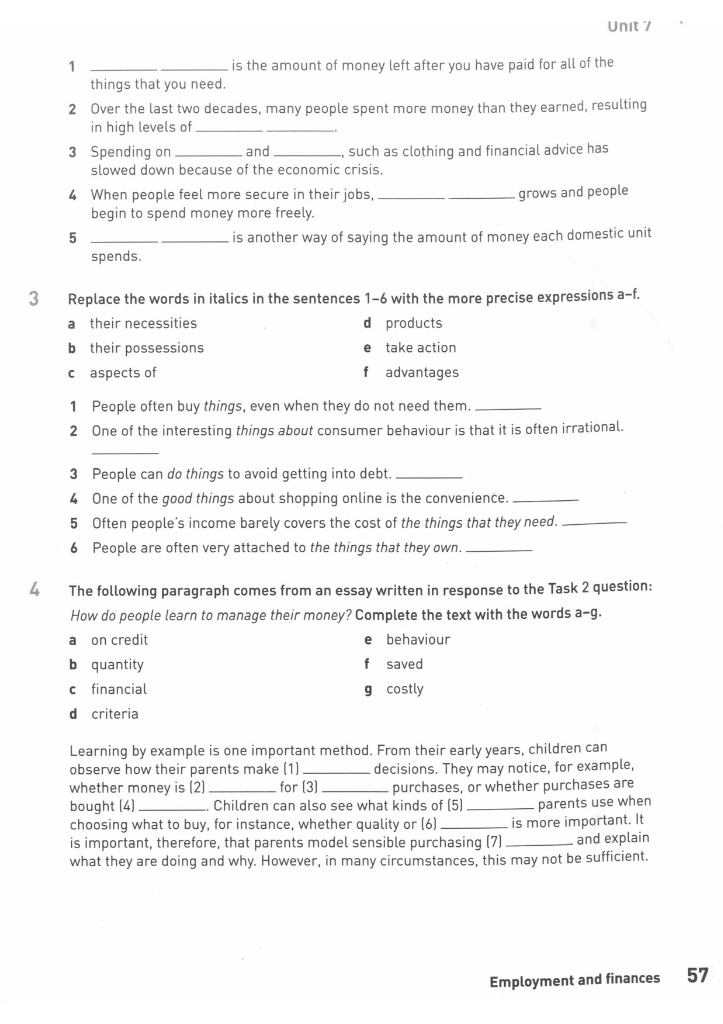 Unit 7
1 ________ ________ is the amount of money left after you have paid for all of the
things that you need.
2 Over the last two decades, many people spent more money than they earned, resulting
in high levels of ________ ________.
3 Spending on ________ and ________, such as clothing and financial advice has
slowed down because of the economic crisis.
4 When people feel more secure in their jobs, ________ ________ grows and people
begin to spend money more freely.
5 ________ ________ is another way of saying the amount of money each domestic unit
spends.
3 Replace the words in italics in the sentences 1–6 with the more precise expressions a–f.
a their necessities d products
b their possessions e take action
c aspects of f advantages
1 People often buy things, even when they do not need them. ________
2 One of the interesting things about consumer behaviour is that it is often irrational.
________
3 People can do things to avoid getting into debt. ________
4 One of the good things about shopping online is the convenience. ________
5 Often people's income barely covers the cost of the things that they need. ________
6 People are often very attached to the things that they own. ________
4 The following paragraph comes from an essay written in response to the Task 2 question:
How do people learn to manage their money? Complete the text with the words a–g.
a on credit e behaviour
b quantity f saved
c financial g costly
d criteria
Learning by example is one important method. From their early years, children can
observe how their parents make (1) ________ decisions. They may notice, for example,
whether money is (2) ________ for (3) ________ purchases, or whether purchases are
bought (4) ________. Children can also see what kinds of (5) ________ parents use when
choosing what to buy, for instance, whether quality or (6) ________ is more important. It
is important, therefore, that parents model sensible purchasing (7) ________ and explain
what they are doing and why. However, in many circumstances, this may not be sufficient.
Employment and finances 57